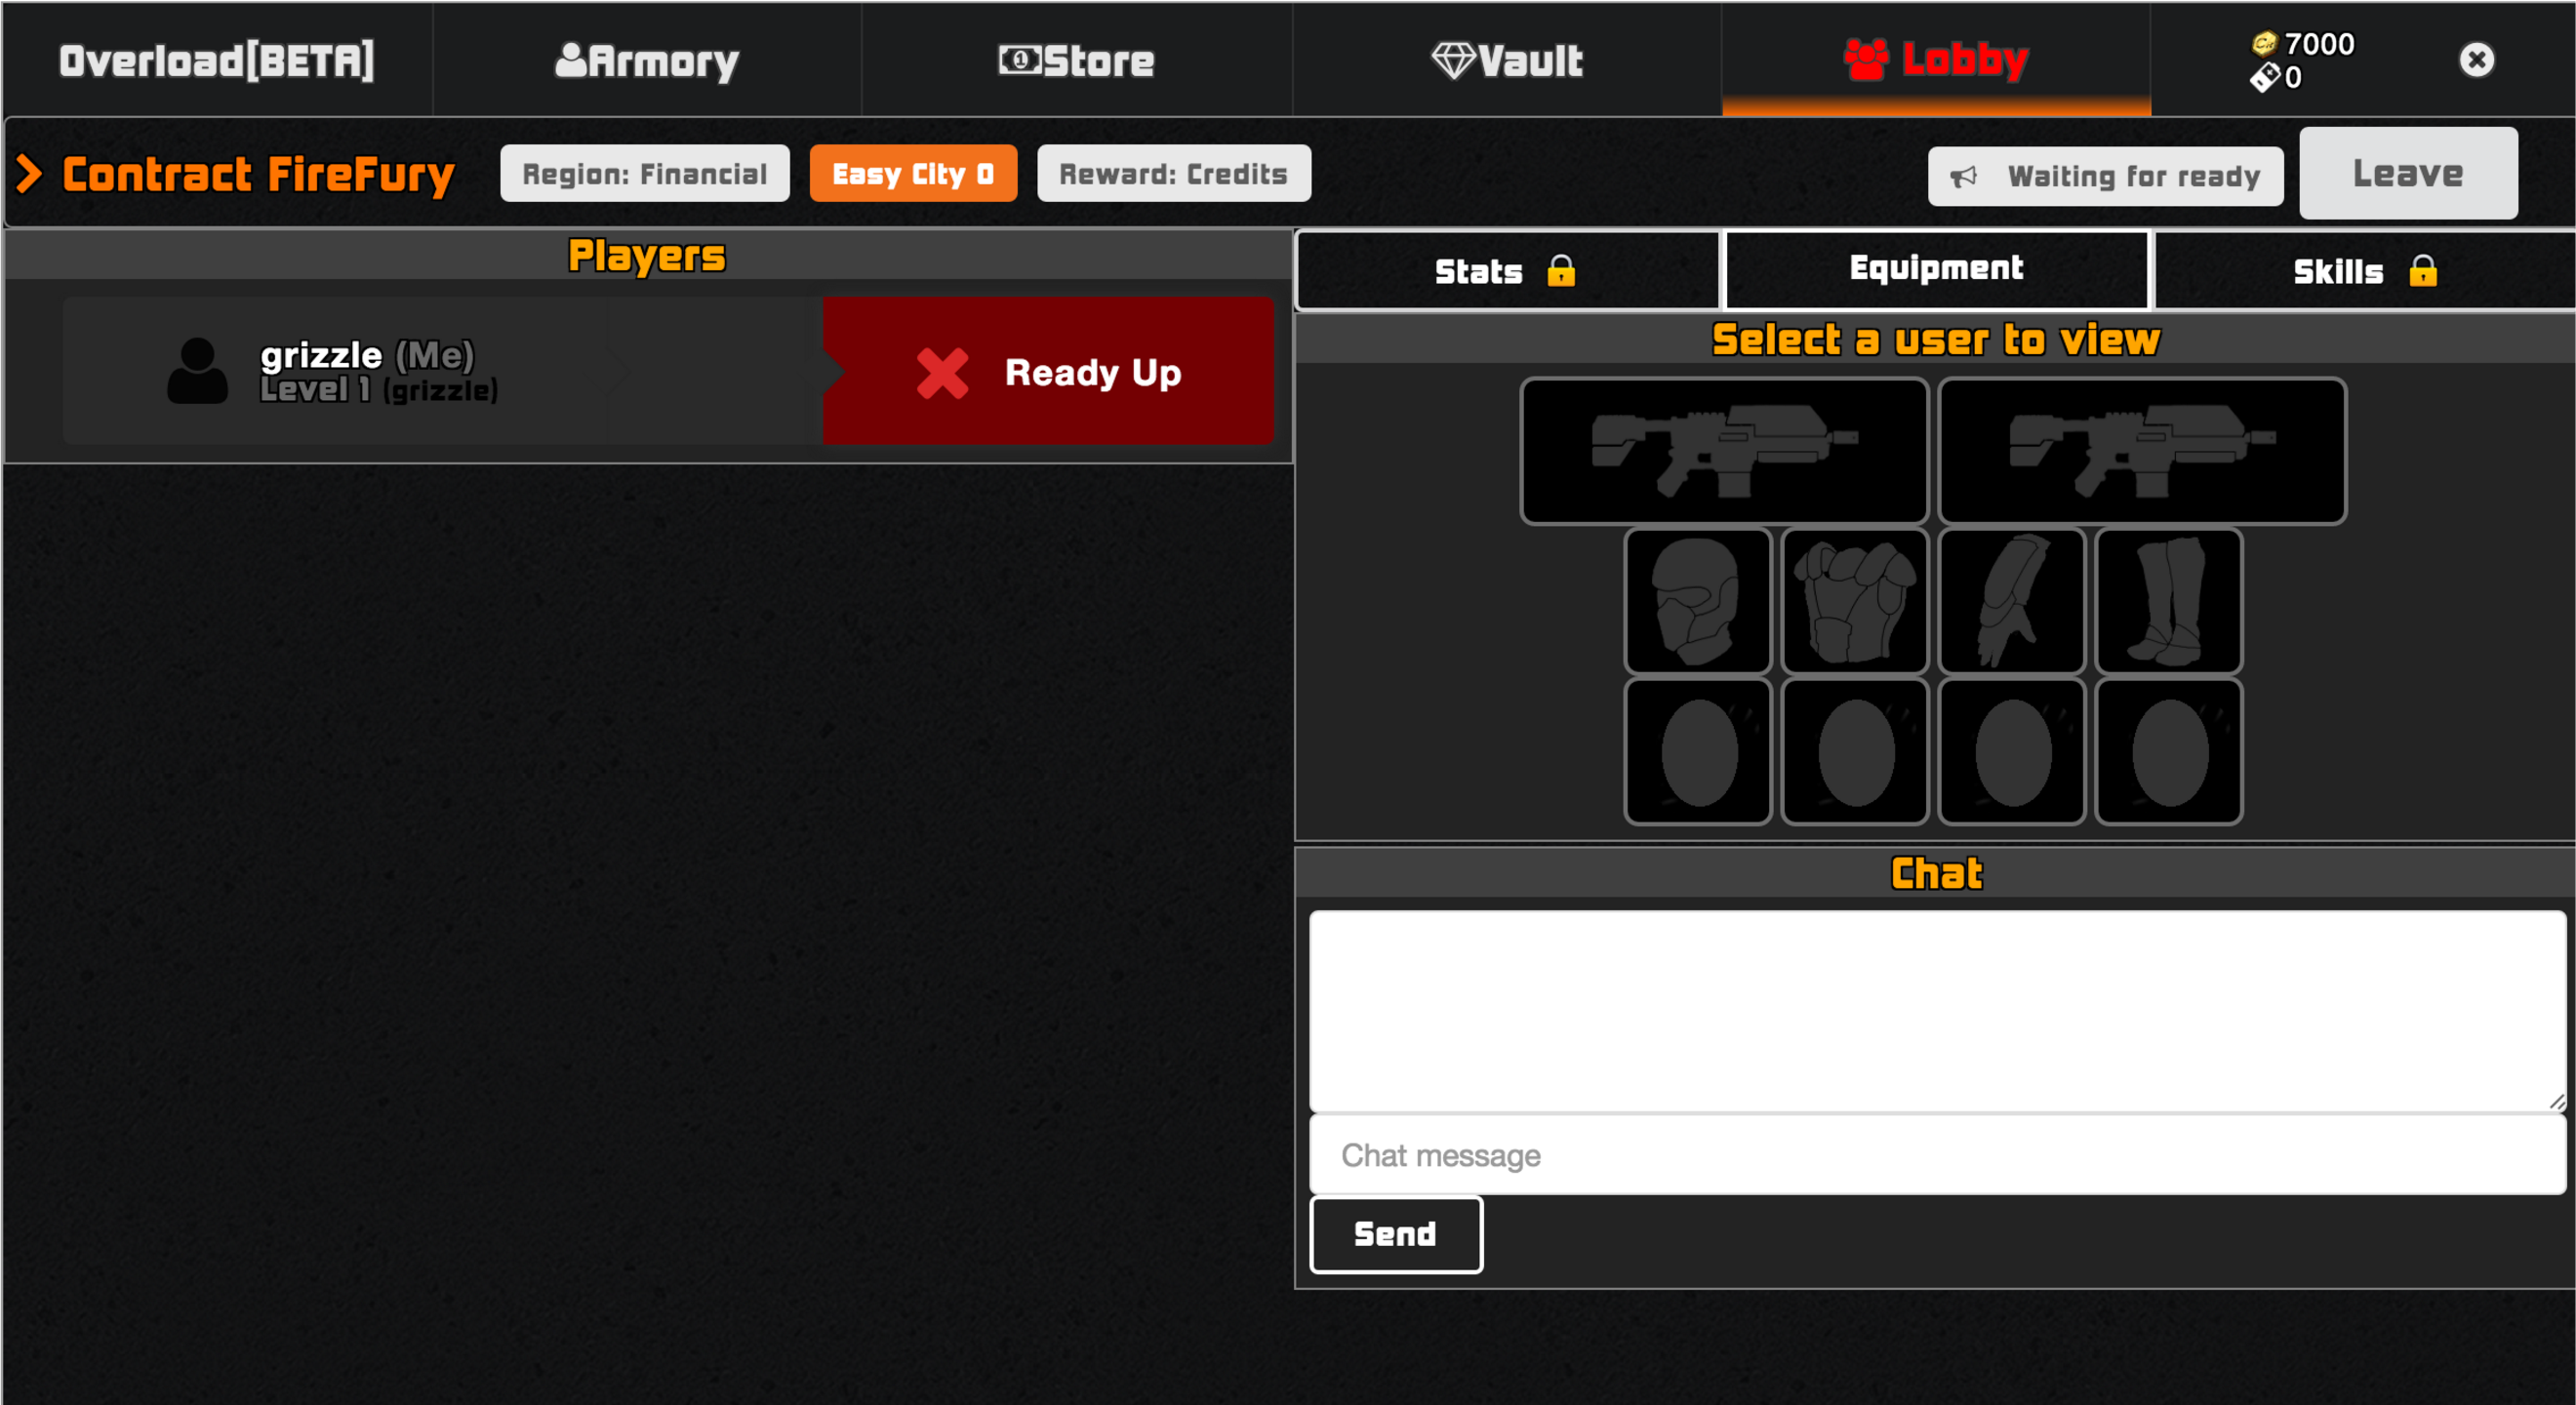 Overload[BETA]
Armory
Store
Vault
Lobby
7000
0
Contract FireFury
Region: Financial
Easy City 0
Reward: Credits
Waiting for ready
Leave
Players
grizzle (Me)
Level 1 (grizzle)
Ready Up
Stats
Equipment
Skills
Select a user to view
Chat
Chat message
Send